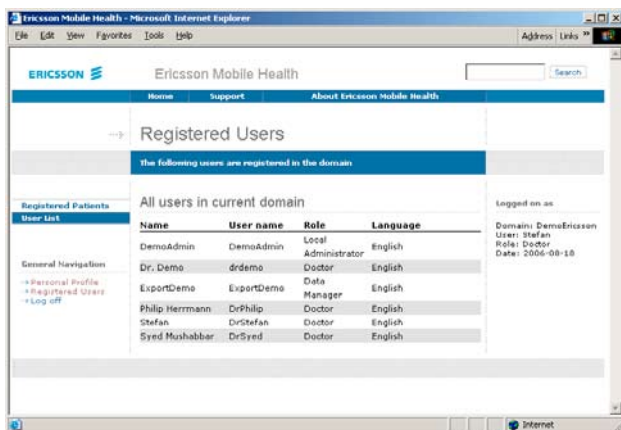 Ericsson Mobile Health - Microsoft Internet Explorer
File Edit View Favorites Tools Help
Address Links »
ERICSSON
Ericsson Mobile Health
Search
Home Support About Ericsson Mobile Health
Registered Users
The following users are registered in the domain
Registered Patients
User List
General Navigation
Personal Profile
Registered Users
Log off
All users in current domain
Name User name Role Language
DemoAdmin DemoAdmin Local Administrator English
Dr. Demo drdemo Doctor English
ExportDemo ExportDemo Data Manager English
Philip Herrmann DrPhilip Doctor English
Stefan DrStefan Doctor English
Syed Mushabbar DrSyed Doctor English
Logged on as
Domain: DemoEricsson
User: Stefan
Role: Doctor
Date: 2006-08-18
Internet